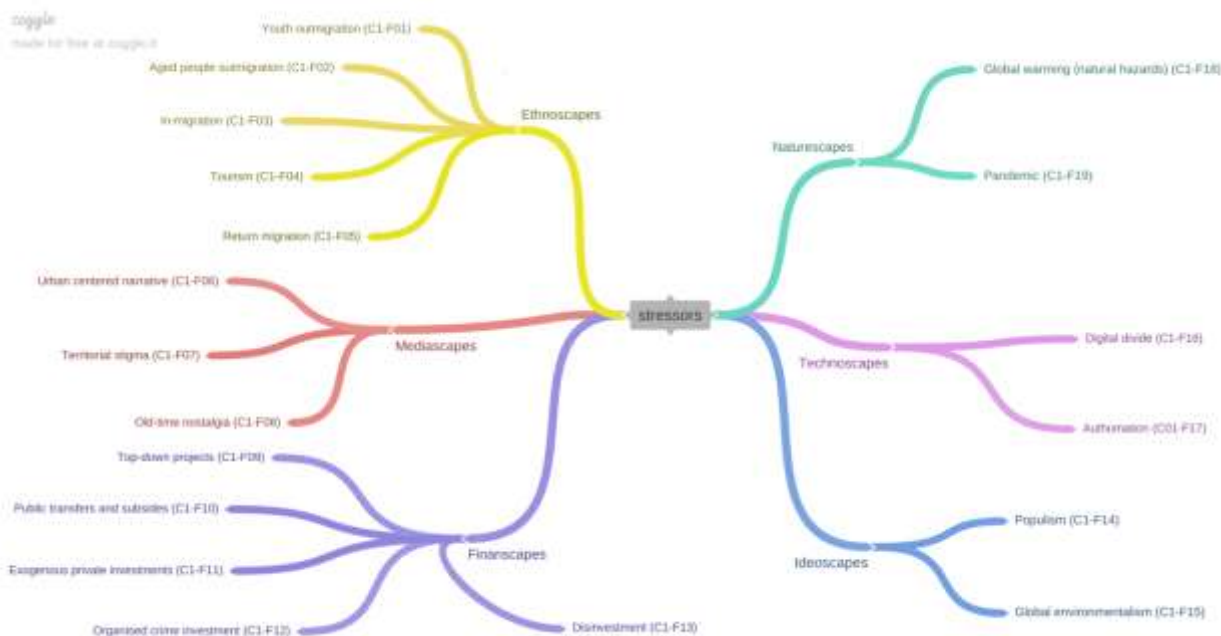 coggle
made for free at coggle.it
Youth outmigration (C1-F01)
Aged people outmigration (C1-F02)
In-migration (C1-F03)
Tourism (C1-F04)
Return migration (C1-F05)
Ethnoscapes
Urban centered narrative (C1-F06)
Territorial stigma (C1-F07)
Old-time nostalgia (C1-F08)
Mediascapes
Top-down projects (C1-F09)
Public transfers and subsides (C1-F10)
Exogenous private investments (C1-F11)
Organised crime investment (C1-F12)
Disinvestment (C1-F13)
Finanscapes
stressors
Global warming (natural hazards) (C1-F18)
Pandemic (C1-F19)
Naturescapes
Digital divide (C1-F16)
Authomation (C01-F17)
Technoscapes
Populism (C1-F14)
Global environmentalism (C1-F15)
Ideoscapes